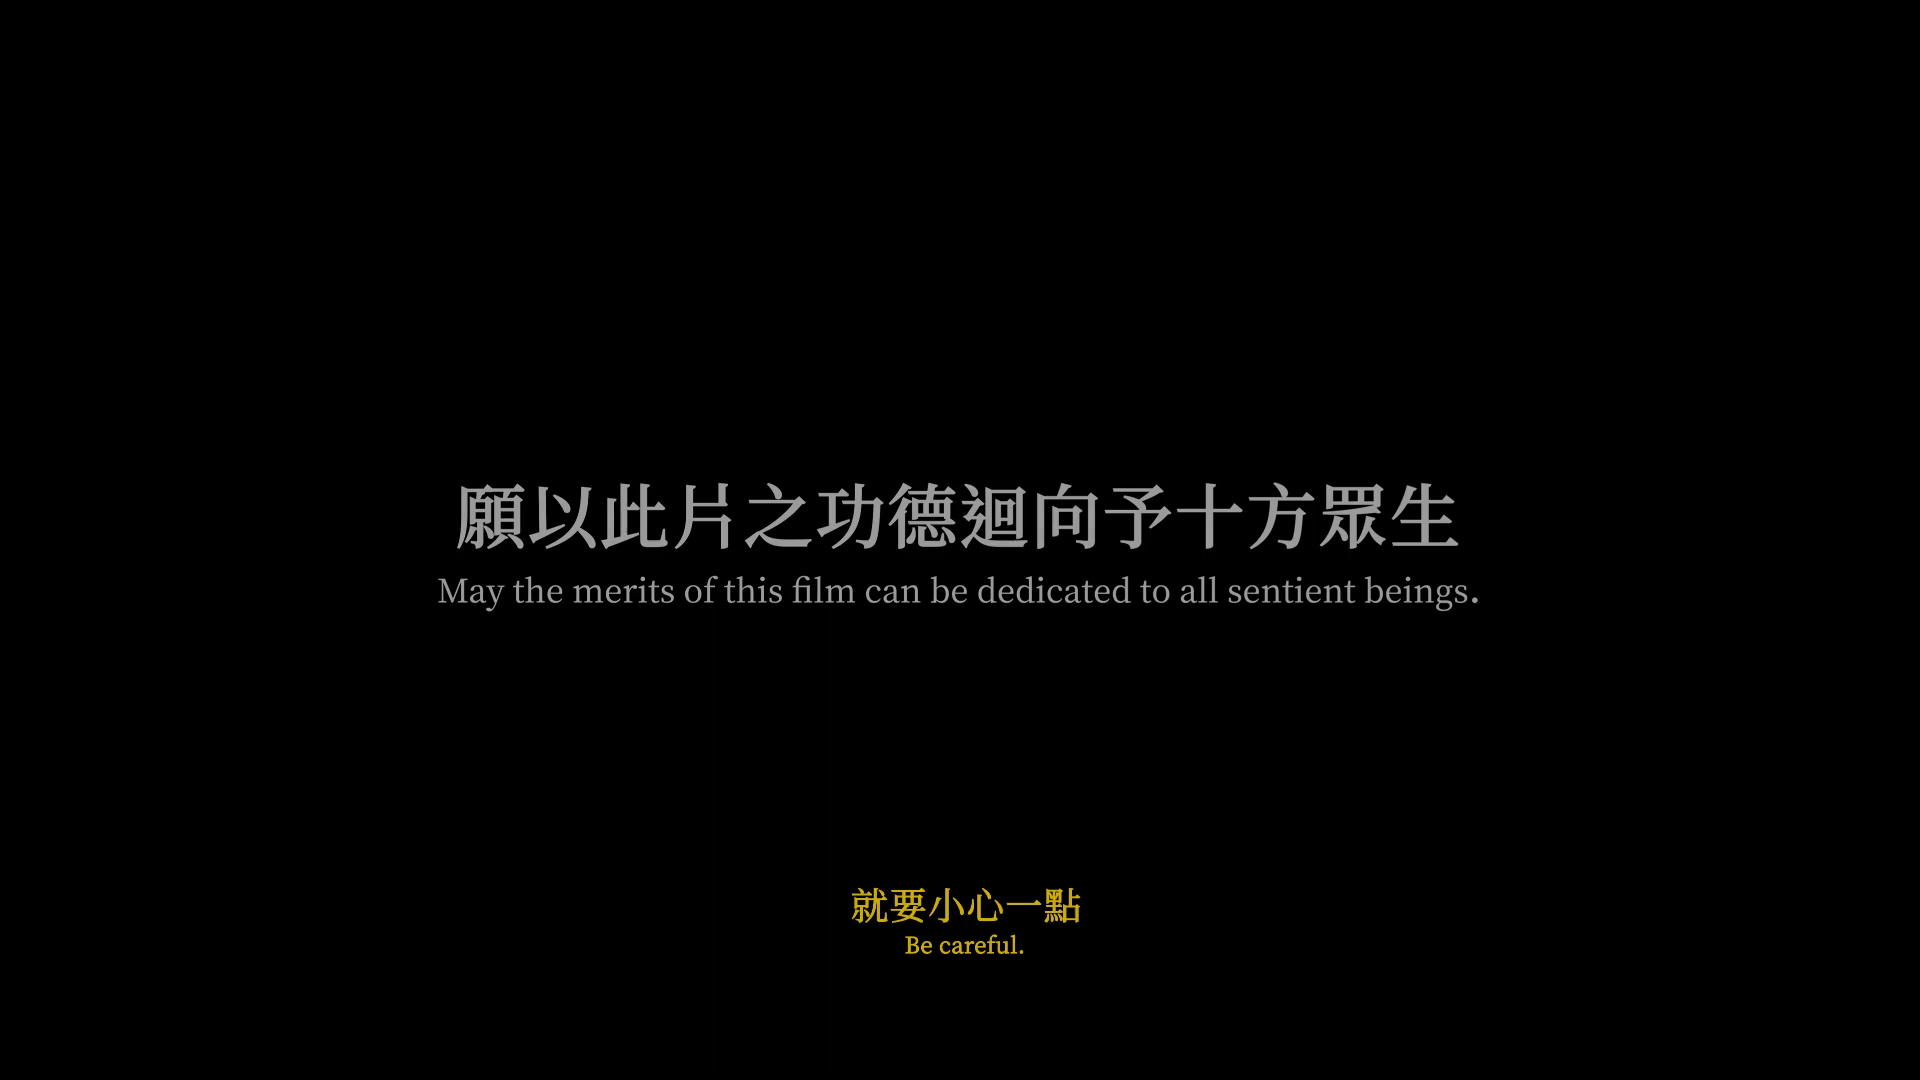 願以此片之功德迴向予十方眾生
May the merits of this film can be dedicated to all sentient beings.
就要小心一點
Be careful.